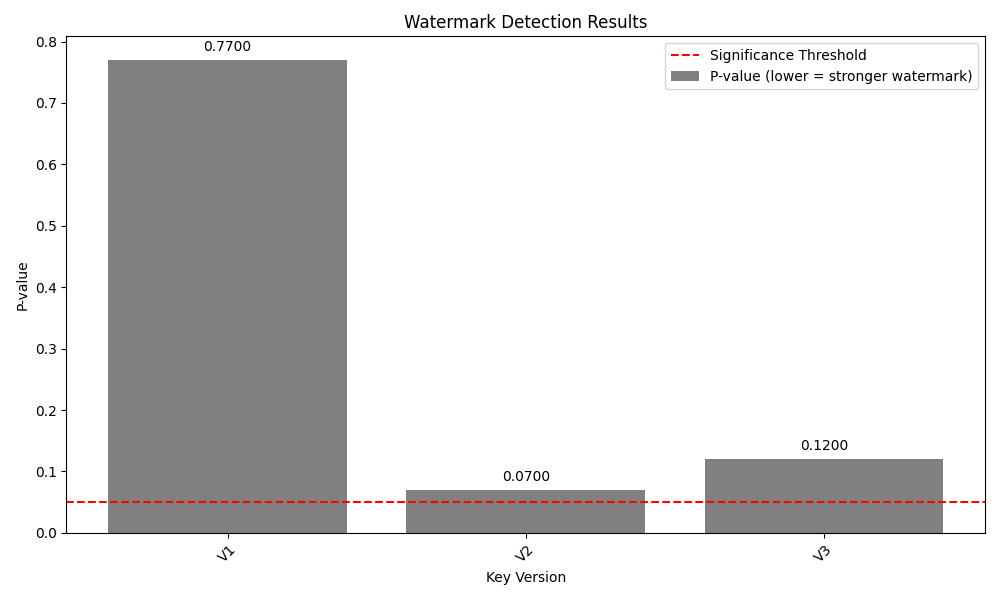 Watermark Detection Results
Significance Threshold
P-value (lower = stronger watermark)
0.7700
0.0700
0.1200
P-value
0.8
0.7
0.6
0.5
0.4
0.3
0.2
0.1
0.0
V1
V2
V3
Key Version